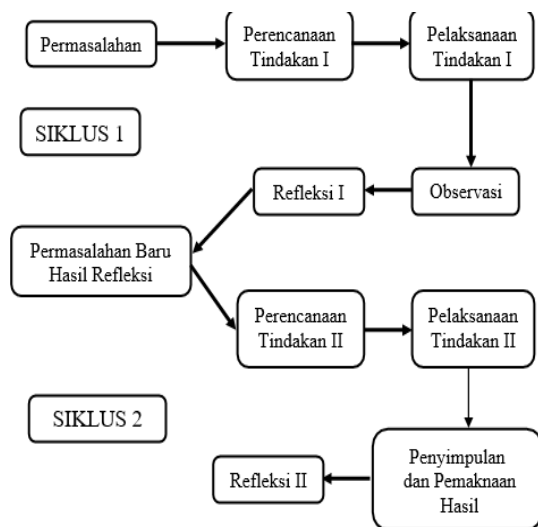 Permasalahan
Perencanaan
Tindakan I
Pelaksanaan
Tindakan I
SIKLUS 1
Refleksi I
Observasi
Permasalahan Baru
Hasil Refleksi
Perencanaan
Tindakan II
Pelaksanaan
Tindakan II
SIKLUS 2
Refleksi II
Penyimpulan
dan Pemaknaan
Hasil